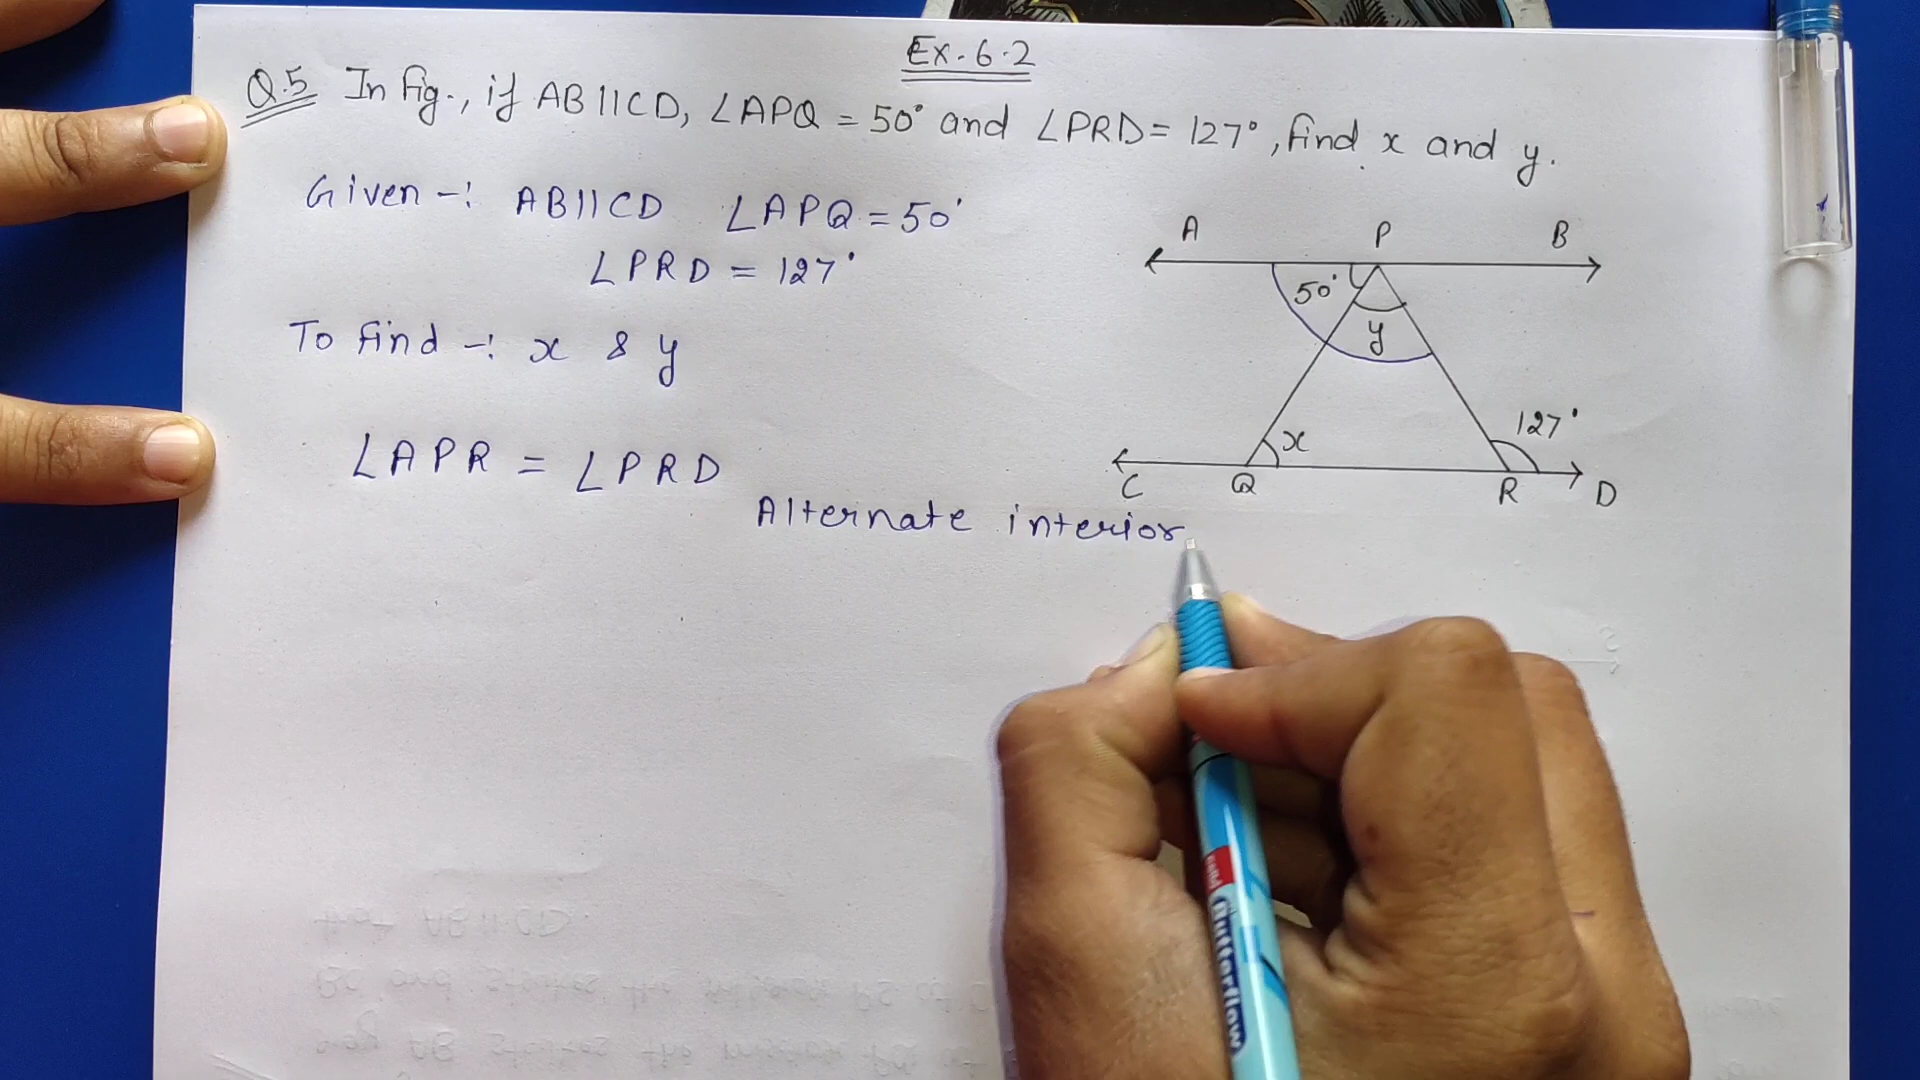 Ex. 6.2
Q.5 In fig., if AB||CD, ∠APQ = 50° and ∠PRD = 127°, find x and y.
Given -: AB||CD ∠APQ = 50°
∠PRD = 127°
To find -: x & y
∠APR = ∠PRD
Alternate interior
A P B
50°
y
127°
x
C Q R D
Butterflow